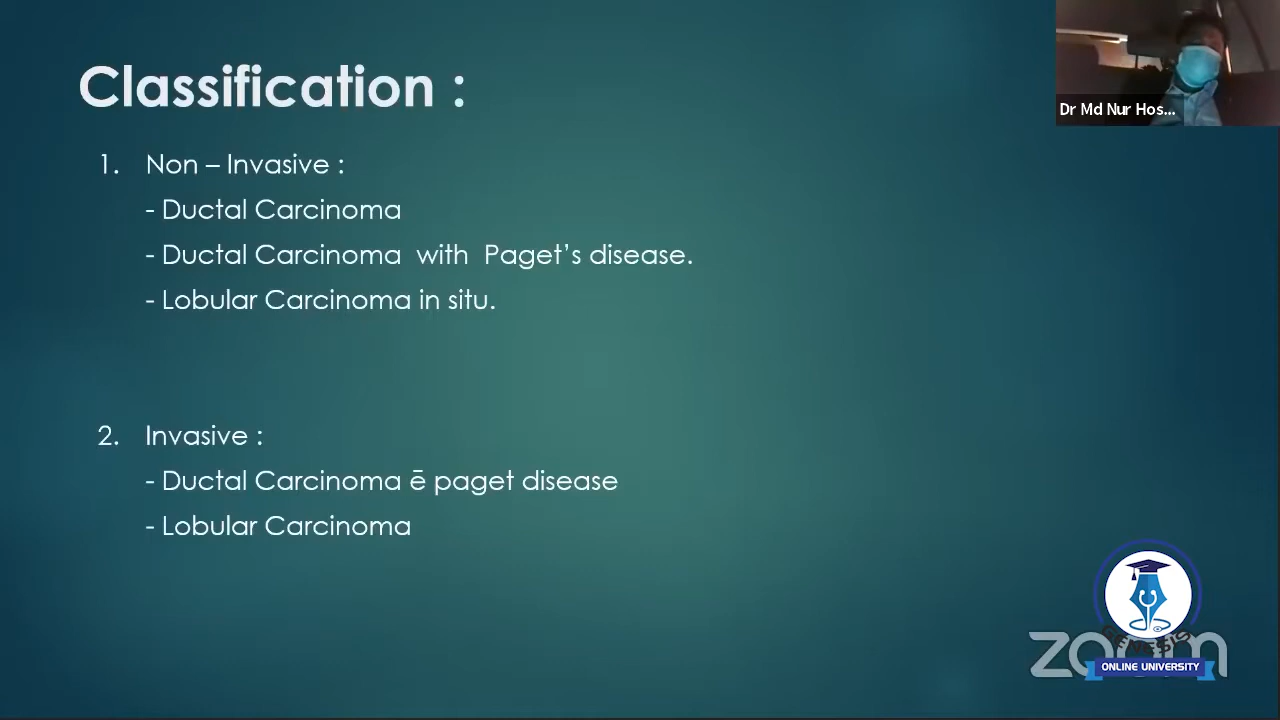 Classification :
Dr Md Nur Hos...
1. Non – Invasive :
- Ductal Carcinoma
- Ductal Carcinoma with Paget’s disease.
- Lobular Carcinoma in situ.
2. Invasive :
- Ductal Carcinoma ē paget disease
- Lobular Carcinoma
zoom
GENESIS
ONLINE UNIVERSITY